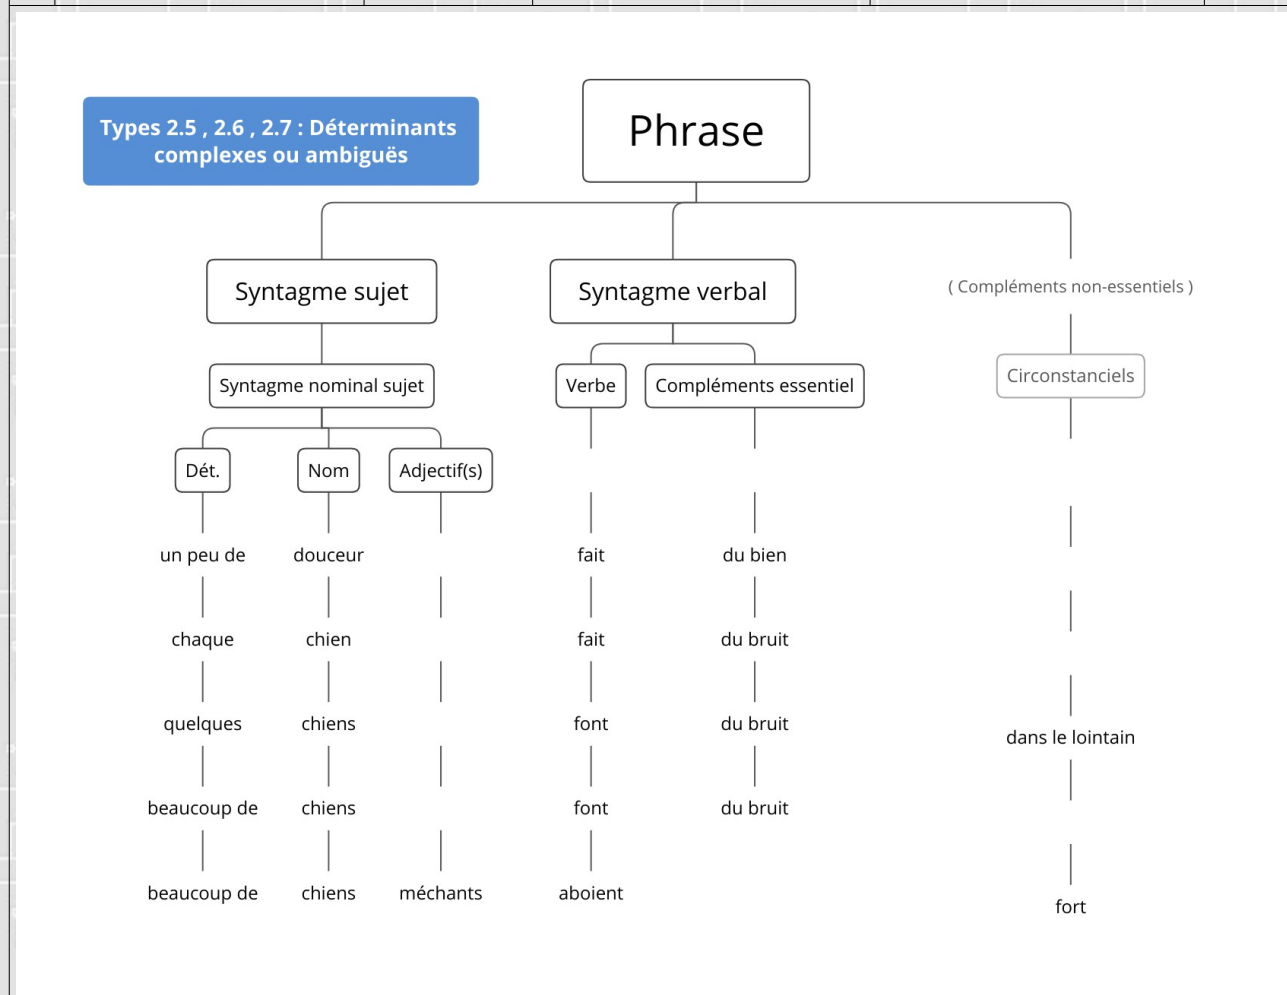 Types 2.5 , 2.6 , 2.7 : Déterminants
complexes ou ambiguës
Phrase
Syntagme sujet
Syntagme verbal
( Compléments non-essentiels )
Syntagme nominal sujet
Verbe
Compléments essentiel
Circonstanciels
Dét.
Nom
Adjectif(s)
un peu de
douceur
fait
du bien
chaque
chien
fait
du bruit
quelques
chiens
font
du bruit
dans le lointain
beaucoup de
chiens
font
du bruit
beaucoup de
chiens
méchants
aboient
fort